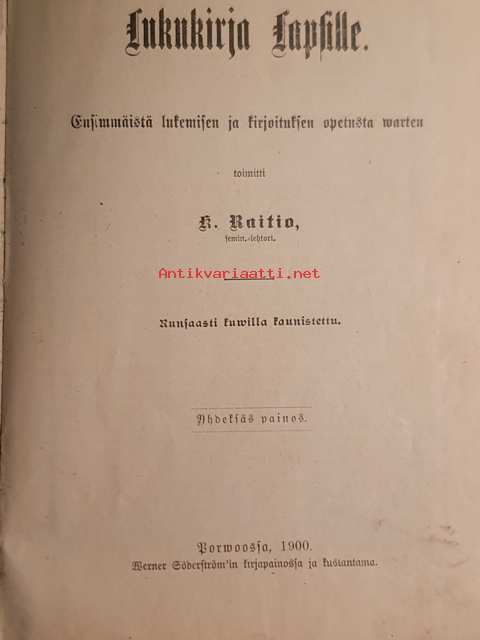 Lukukirja Lapsille.
Ensimmäistä lukemisen ja kirjoituksen opetusta warten
toimitti
K. Raitio,
semin.-lehtori.
Antikvariaatti.net
Runsaasti kuwilla kaunistettu.
Yhdeksäs painos.
Porwoossa, 1900.
Werner Söderström'in kirjapainossa ja kustantama.